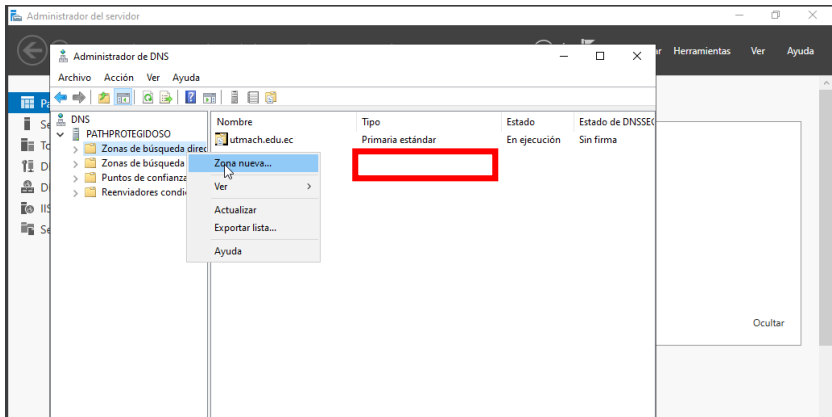 Administrador del servidor
Herramientas Ver Ayuda
Administrador de DNS
Archivo Acción Ver Ayuda
DNS
PATHPROTEGIDOSO
Zonas de búsqueda direc
Zonas de búsqueda
Puntos de confianza
Reenviadores condi
Nombre Tipo Estado Estado de DNSSEC
utmach.edu.ec Primaria estándar En ejecución Sin firma
Zona nueva...
Ver
Actualizar
Exportar lista...
Ayuda
Ocultar